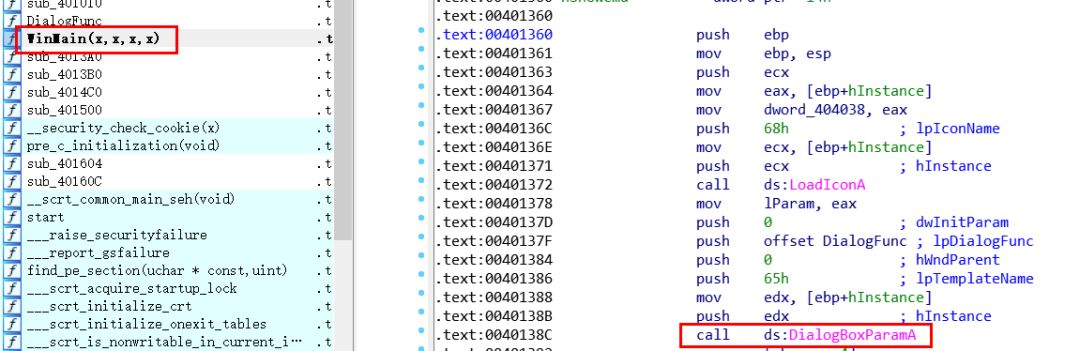 sub_401010 .t
DialogFunc .t
WinMain(x,x,x,x) .t
sub_4013A0 .t
sub_4013B0 .t
sub_4014C0 .t
sub_401500 .t
__security_check_cookie(x) .t
pre_c_initialization(void) .t
sub_401604 .t
sub_40160C .t
__scrt_common_main_seh(void) .t
start .t
___raise_securityfailure .t
___report_gsfailure .t
find_pe_section(uchar * const,uint) .t
___scrt_acquire_startup_lock .t
___scrt_initialize_crt .t
___scrt_initialize_onexit_tables .t
___scrt_is_nonwritable_in_current_i… .t
.text:00401360
.text:00401360 push ebp
.text:00401361 mov ebp, esp
.text:00401363 push ecx
.text:00401364 mov eax, [ebp+hInstance]
.text:00401367 mov dword_404038, eax
.text:0040136C push 68h ; lpIconName
.text:0040136E mov ecx, [ebp+hInstance]
.text:00401371 push ecx ; hInstance
.text:00401372 call ds:LoadIconA
.text:00401378 mov lParam, eax
.text:0040137D push 0 ; dwInitParam
.text:0040137F push offset DialogFunc ; lpDialogFunc
.text:00401384 push 0 ; hWndParent
.text:00401386 push 65h ; lpTemplateName
.text:00401388 mov edx, [ebp+hInstance]
.text:0040138B push edx ; hInstance
.text:0040138C call ds:DialogBoxParamA